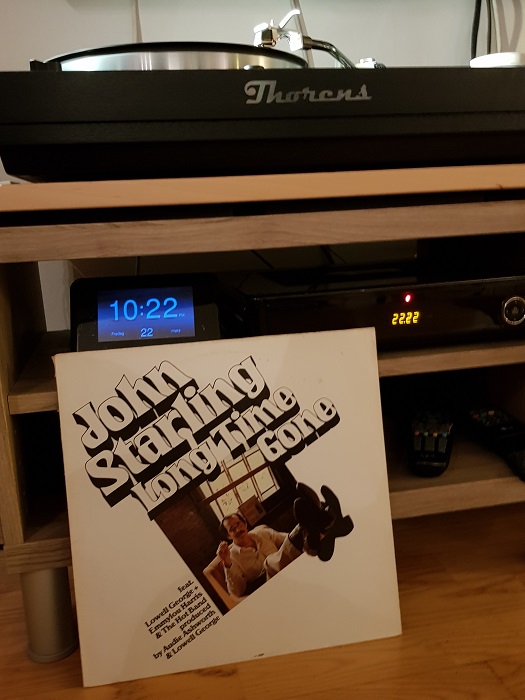 Thorens
10:22
22
22.22
John
Starling
Long Time
Gone
feat.
Lowell George +
Emmylou Harris
& The Hot Band
produced
by Audie Ashworth
& Lowell George